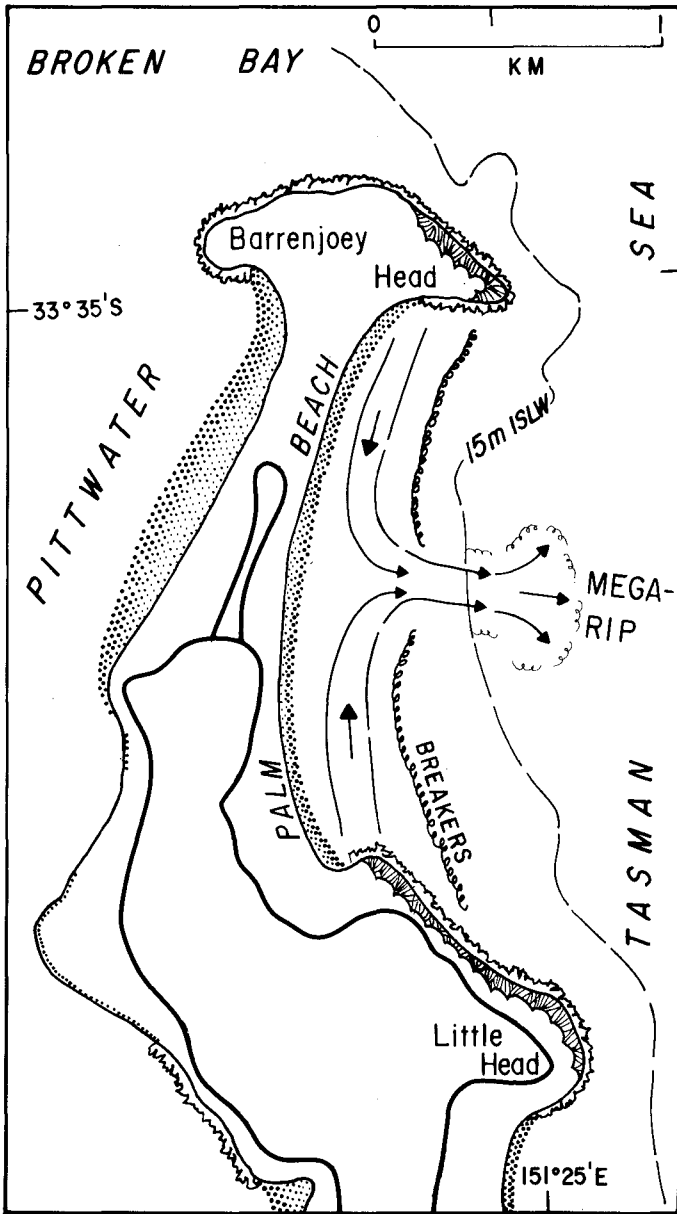 0 1 1
KM
BROKEN BAY
SEA
Barrenjoey
Head
33°35'S
PITTWATER
BEACH
15m ISLW
MEGA-
RIP
BREAKERS
PALM
TASMAN
Little
Head
151°25'E